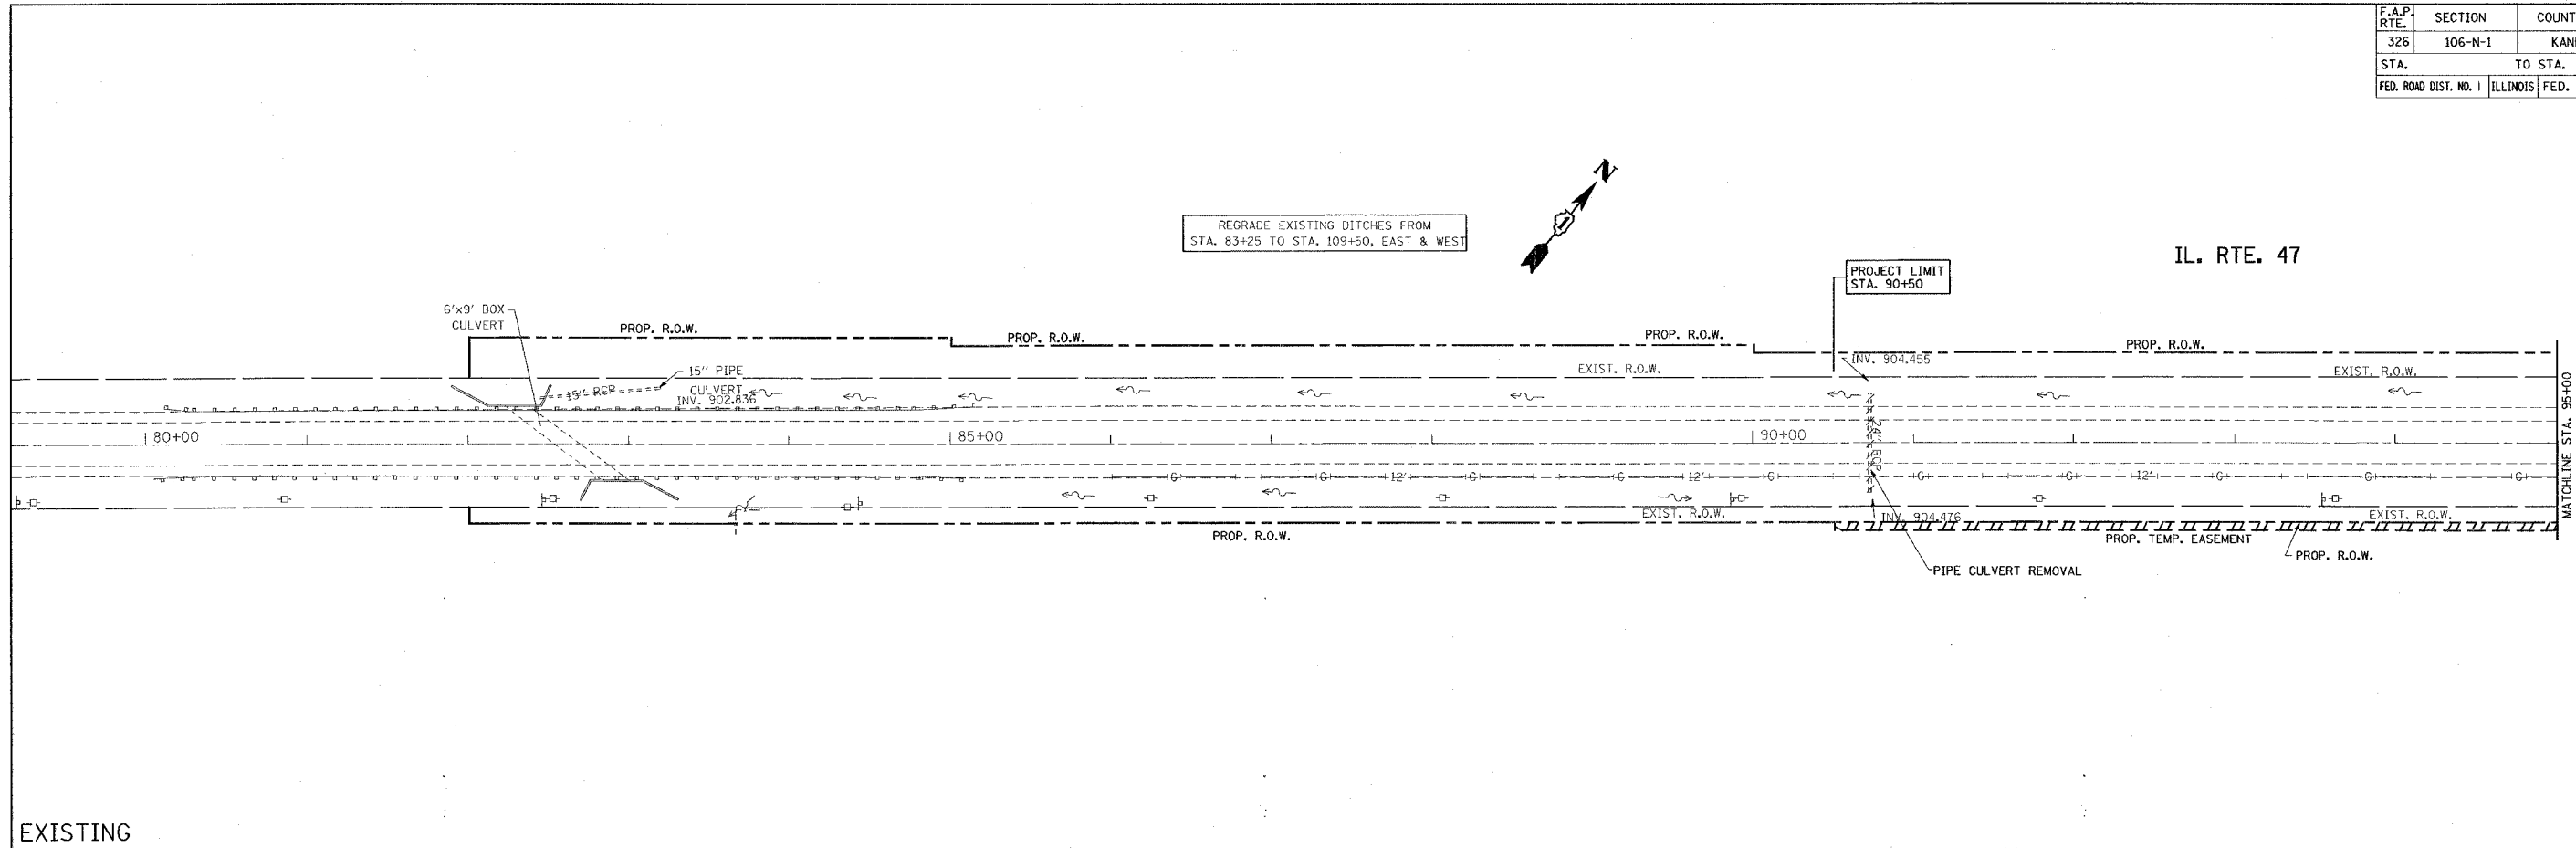 F.A.P. RTE. SECTION COUNT
326 106-N-1 KAN
STA. TO STA.
FED. ROAD DIST. NO. 1 ILLINOIS FED.
N
1
REGRADE EXISTING DITCHES FROM
STA. 83+25 TO STA. 109+50, EAST & WEST
IL. RTE. 47
PROJECT LIMIT
STA. 90+50
6'x9' BOX
CULVERT
PROP. R.O.W.
PROP. R.O.W.
PROP. R.O.W.
PROP. R.O.W.
INV. 904.455
15" PIPE
CULVERT
INV. 902.836
15" RCP
EXIST. R.O.W.
EXIST. R.O.W.
80+00
85+00
90+00
24" RCP
MATCHLINE STA. 95+00
G G 12' G G 12' G G G 12' G G G
EXIST. R.O.W.
INV. 904.476
EXIST. R.O.W.
PROP. R.O.W.
PROP. TEMP. EASEMENT
PROP. R.O.W.
PIPE CULVERT REMOVAL
EXISTING